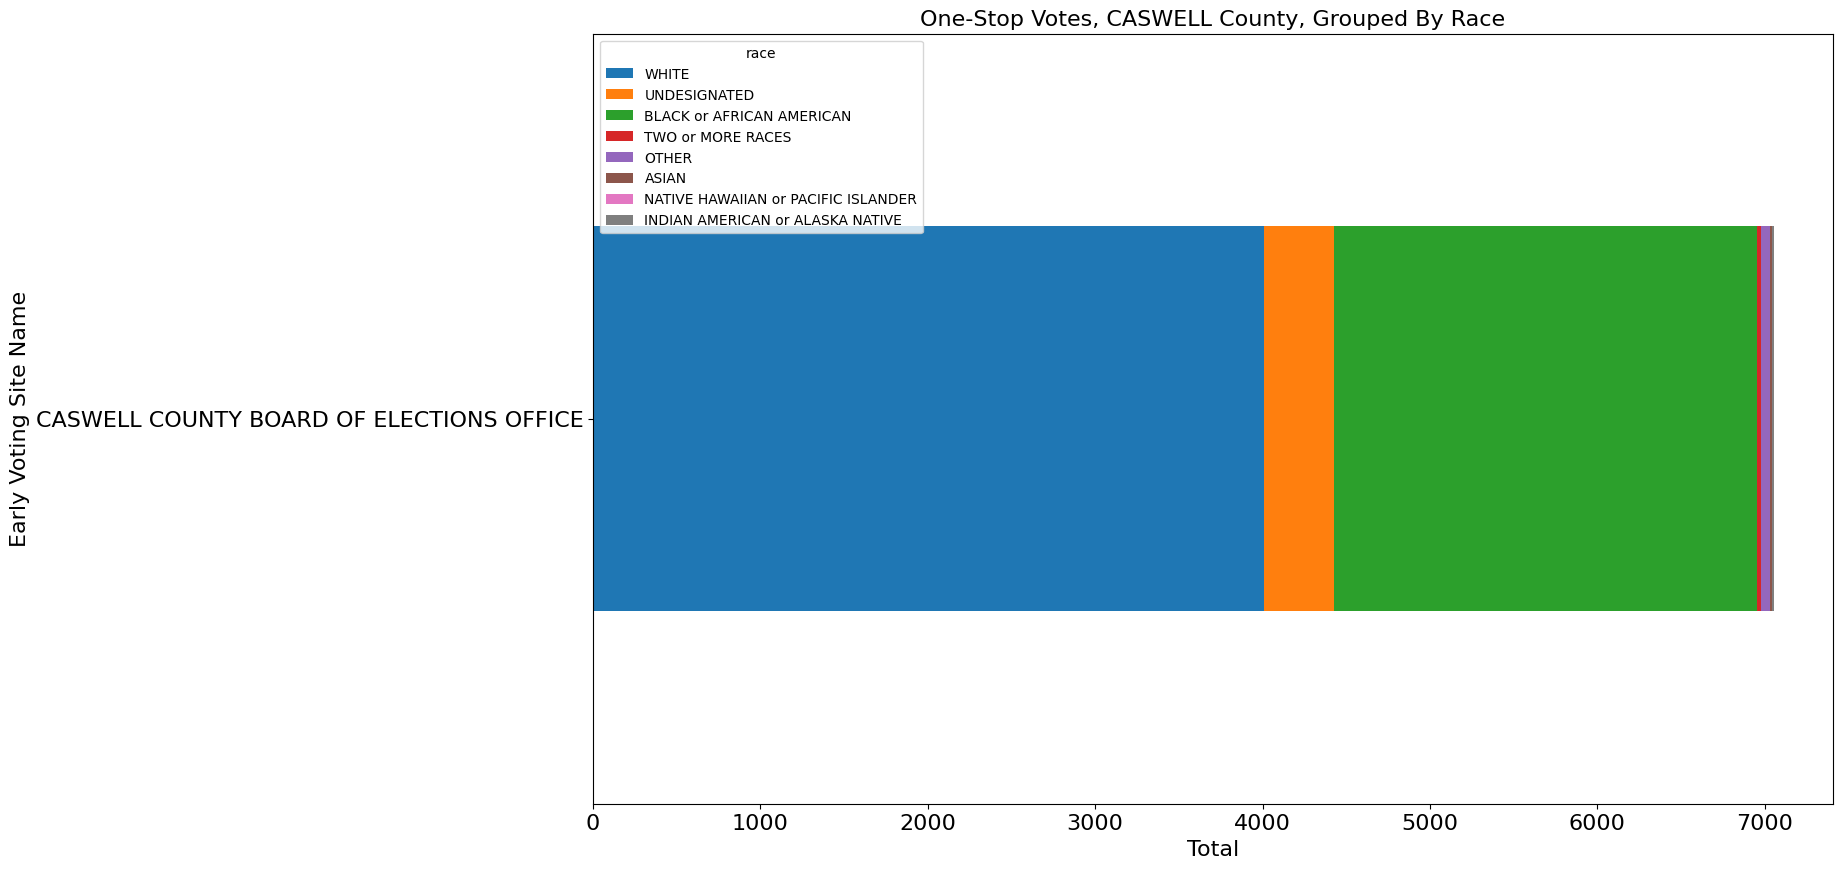 One-Stop Votes, CASWELL County, Grouped By Race
race
WHITE
UNDESIGNATED
BLACK or AFRICAN AMERICAN
TWO or MORE RACES
OTHER
ASIAN
NATIVE HAWAIIAN or PACIFIC ISLANDER
INDIAN AMERICAN or ALASKA NATIVE
Early Voting Site Name
CASWELL COUNTY BOARD OF ELECTIONS OFFICE
0 1000 2000 3000 4000 5000 6000 7000
Total